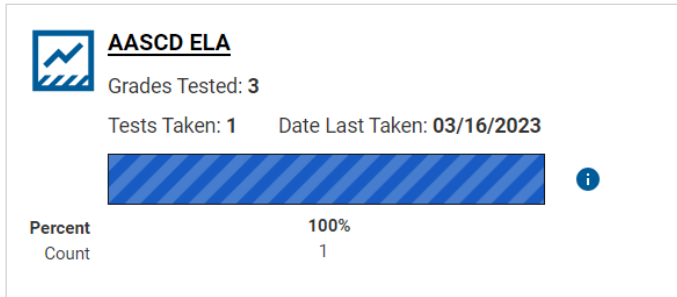 AASCD ELA
Grades Tested: 3
Tests Taken: 1 Date Last Taken: 03/16/2023
i
Percent 100%
Count 1